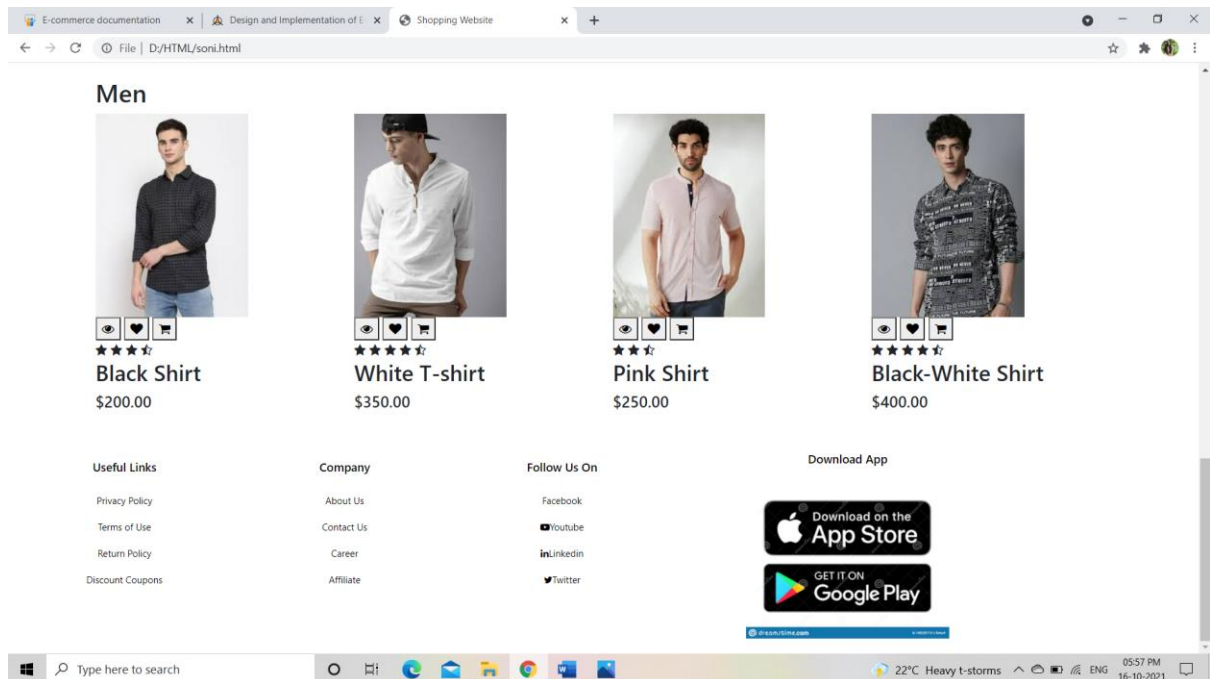 E-commerce documentation
Design and Implementation of E
Shopping Website
File | D:/HTML/soni.html
Men
Black Shirt
$200.00
White T-shirt
$350.00
Pink Shirt
$250.00
Black-White Shirt
$400.00
Useful Links
Privacy Policy
Terms of Use
Return Policy
Discount Coupons
Company
About Us
Contact Us
Career
Affiliate
Follow Us On
Facebook
Youtube
inLinkedin
Twitter
Download App
Download on the
App Store
GET IT ON
Google Play
dreamstime.com
Type here to search
22°C Heavy t-storms
ENG
05:57 PM
16-10-2021